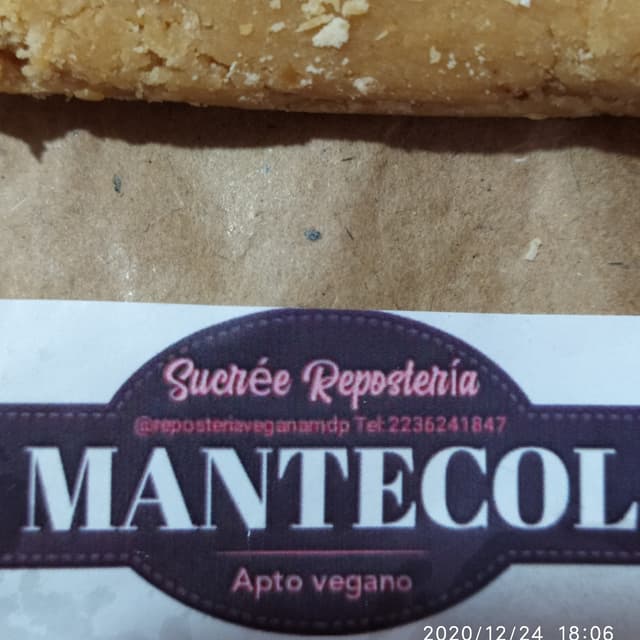 Sucrée Repostería
@reposteriaveganamdp Tel:2236241847
MANTECOL
Apto vegano
2020/12/24 18:06